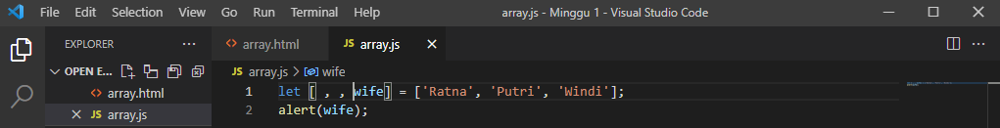 File Edit Selection View Go Run Terminal Help array.js - Minggu 1 - Visual Studio Code
EXPLORER ... array.html JS array.js
OPEN E... JS array.js > wife
array.html 1 let [ , , wife] = ['Ratna', 'Putri', 'Windi'];
JS array.js 2 alert(wife);